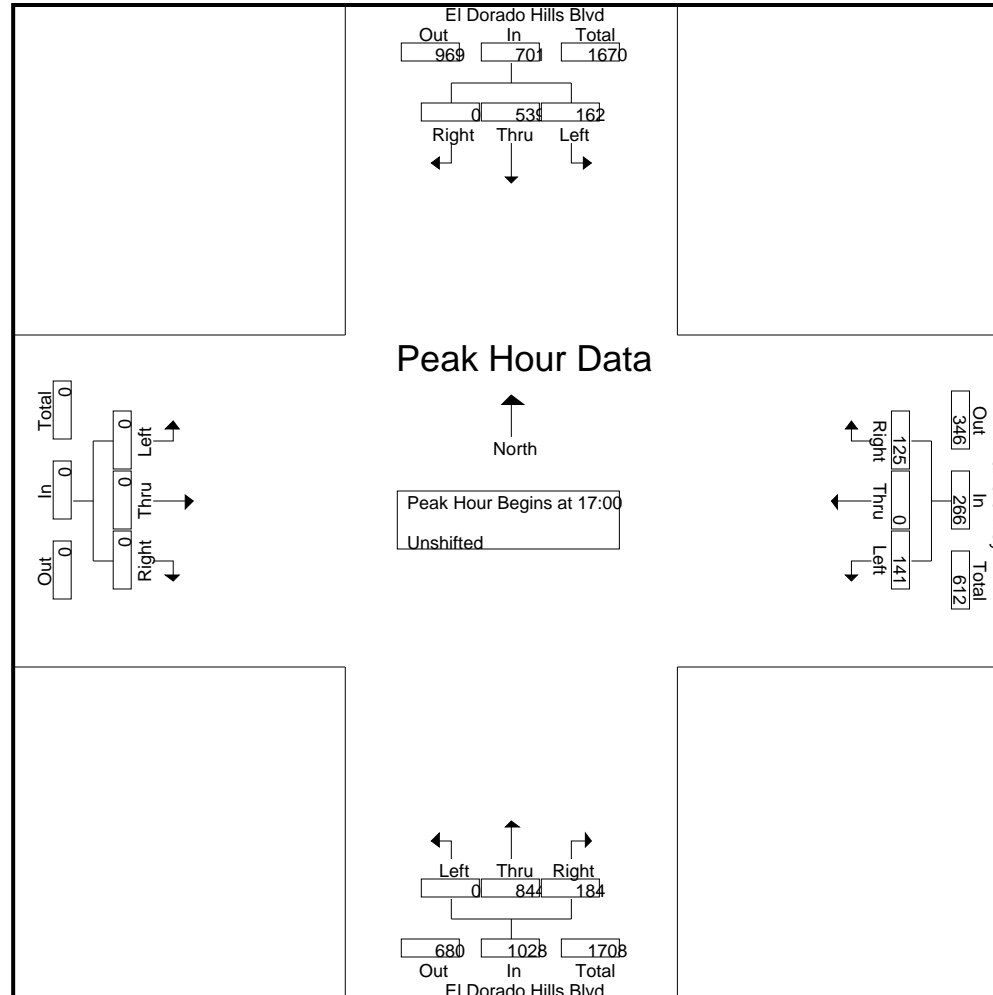 El Dorado Hills Blvd
Out In Total
969 701 1670
0 539 162
Right Thru Left
Peak Hour Data
North
Peak Hour Begins at 17:00
Unshifted
Total In Out
0 0 0
0 0 0
Left Thru Right
Right Thru Left
125 0 141
Out In Total
346 266 612
Left Thru Right
0 844 184
680 1028 1708
Out In Total
El Dorado Hills Blvd